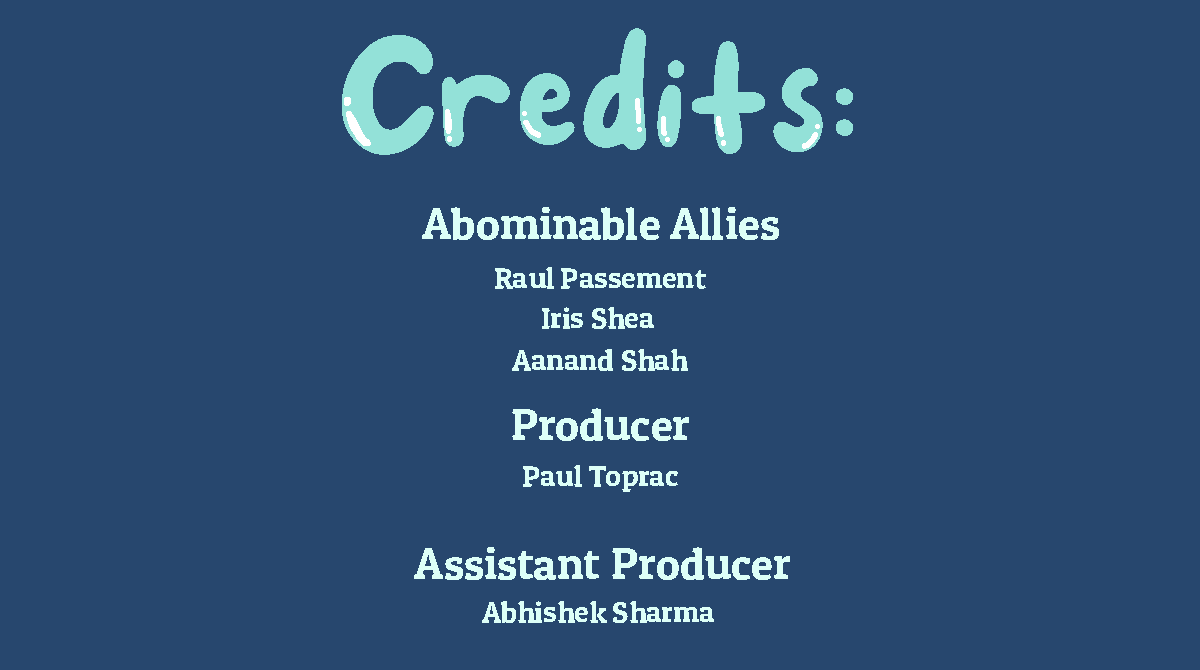 Credits:
Abominable Allies
Raul Passement
Iris Shea
Aanand Shah
Producer
Paul Toprac
Assistant Producer
Abhishek Sharma